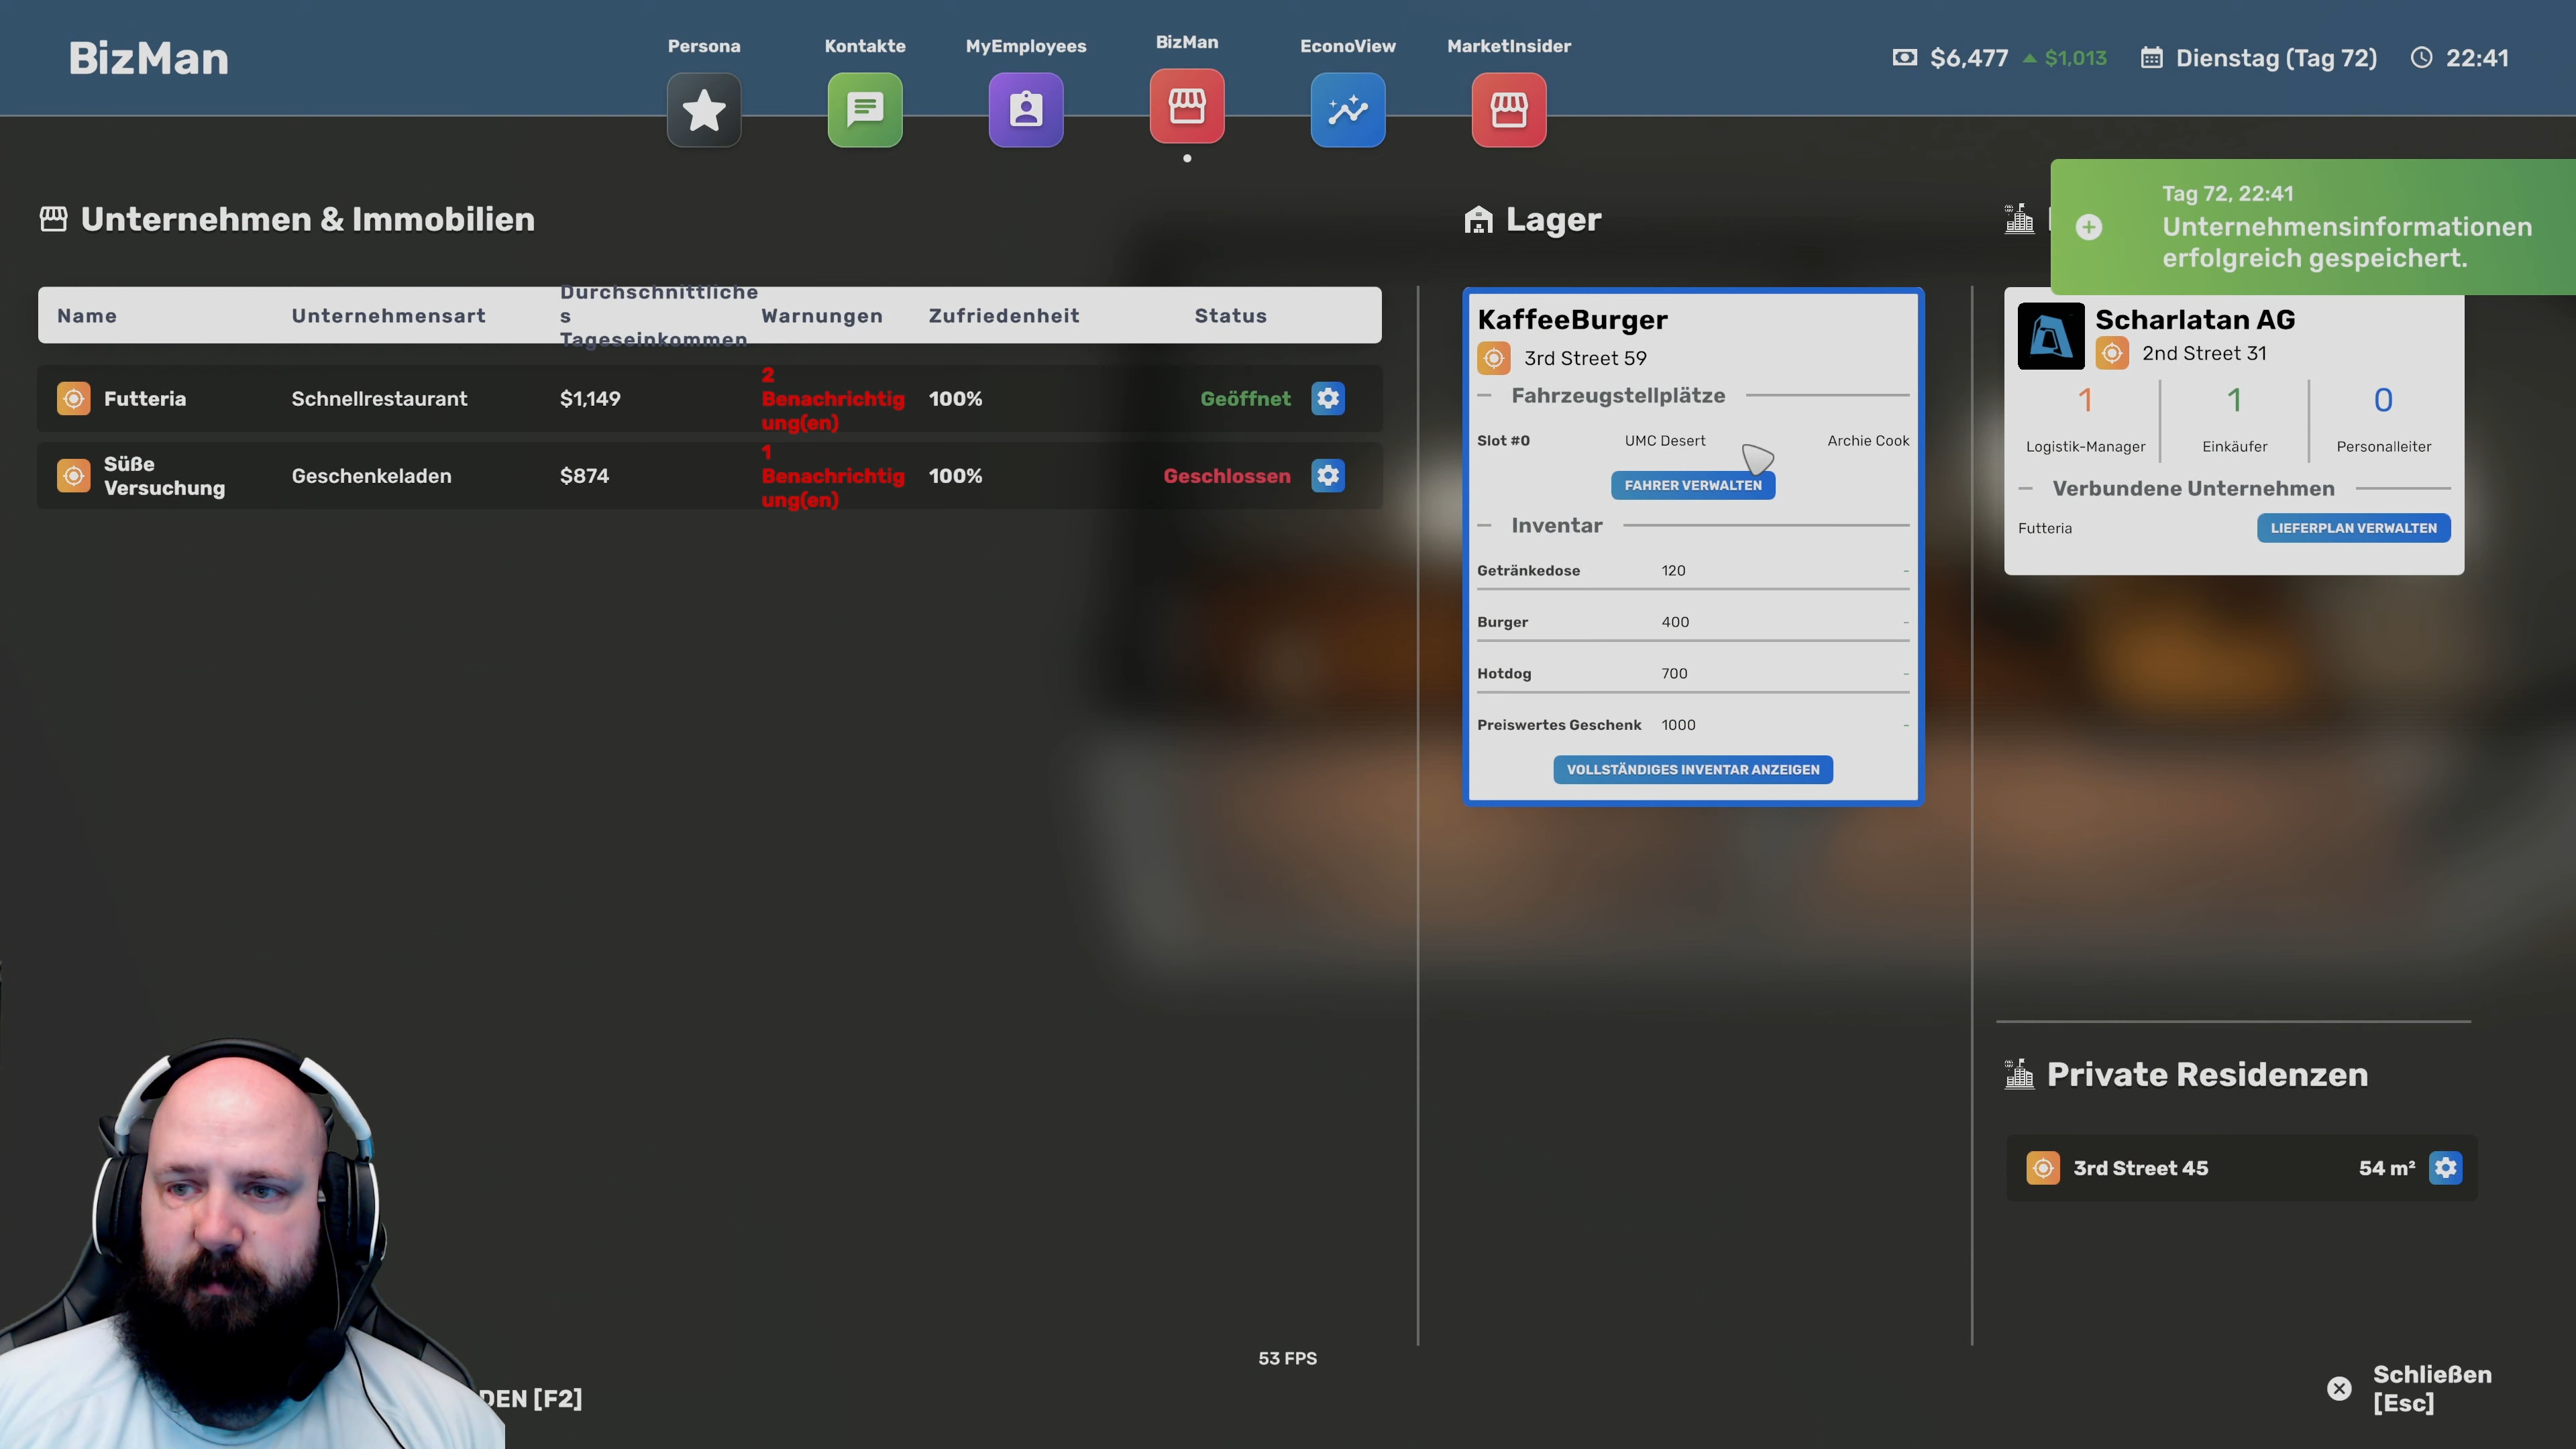 BizMan
Persona
Kontakte
MyEmployees
BizMan
EconoView
MarketInsider
$6,477
$1,013
Dienstag (Tag 72)
22:41
Tag 72, 22:41
Unternehmensinformationen
erfolgreich gespeichert.
Unternehmen & Immobilien
Name
Unternehmensart
Durchschnittliche
s
Tageseinkommen
Warnungen
Zufriedenheit
Status
Futteria
Schnellrestaurant
$1,149
2
Benachrichtig
ung(en)
100%
Geöffnet
Süße
Versuchung
Geschenkeladen
$874
1
Benachrichtig
ung(en)
100%
Geschlossen
Lager
KaffeeBurger
3rd Street 59
Fahrzeugstellplätze
Slot #0
UMC Desert
Archie Cook
FAHRER VERWALTEN
Inventar
Getränkedose
120
-
Burger
400
-
Hotdog
700
-
Preiswertes Geschenk
1000
-
VOLLSTÄNDIGES INVENTAR ANZEIGEN
Scharlatan AG
2nd Street 31
1
1
0
Logistik-Manager
Einkäufer
Personalleiter
Verbundene Unternehmen
Futteria
LIEFERPLAN VERWALTEN
Private Residenzen
3rd Street 45
54 m²
53 FPS
DEN [F2]
Schließen
[Esc]